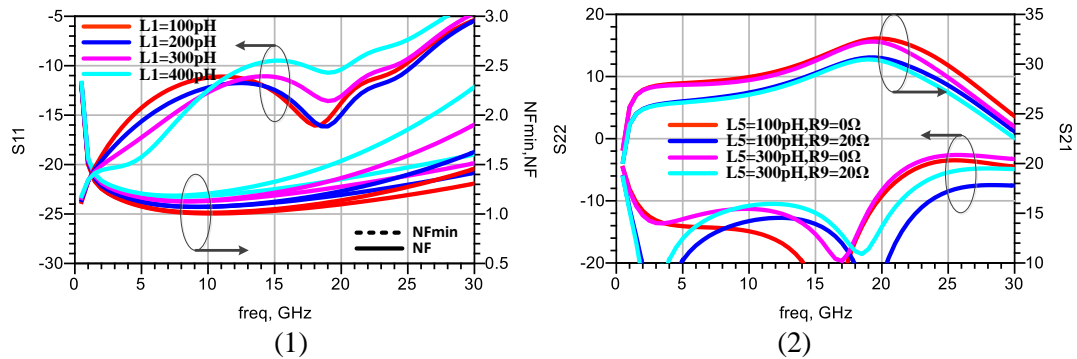 -5
-10
-15
-20
-25
-30
S11
3.0
2.5
2.0
1.5
1.0
0.5
NFmin,NF
L1=100pH
L1=200pH
L1=300pH
L1=400pH
NFmin
NF
0 5 10 15 20 25 30
freq, GHz
(1)
22
16
8
0
-10
-20
S22
35
30
25
20
15
10
S21
L5=100pH,R9=0Ω
L5=100pH,R9=20Ω
L5=300pH,R9=0Ω
L5=300pH,R9=20Ω
0 5 10 15 20 25 30
freq, GHz
(2)